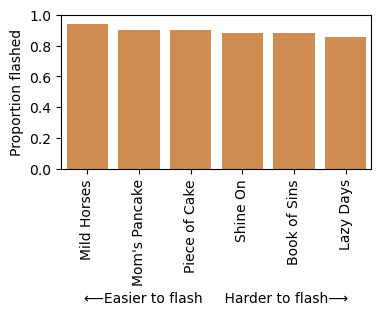 Proportion flashed
1.0
0.8
0.6
0.4
0.2
0.0
Mild Horses
Mom's Pancake
Piece of Cake
Shine On
Book of Sins
Lazy Days
⟵Easier to flash Harder to flash⟶